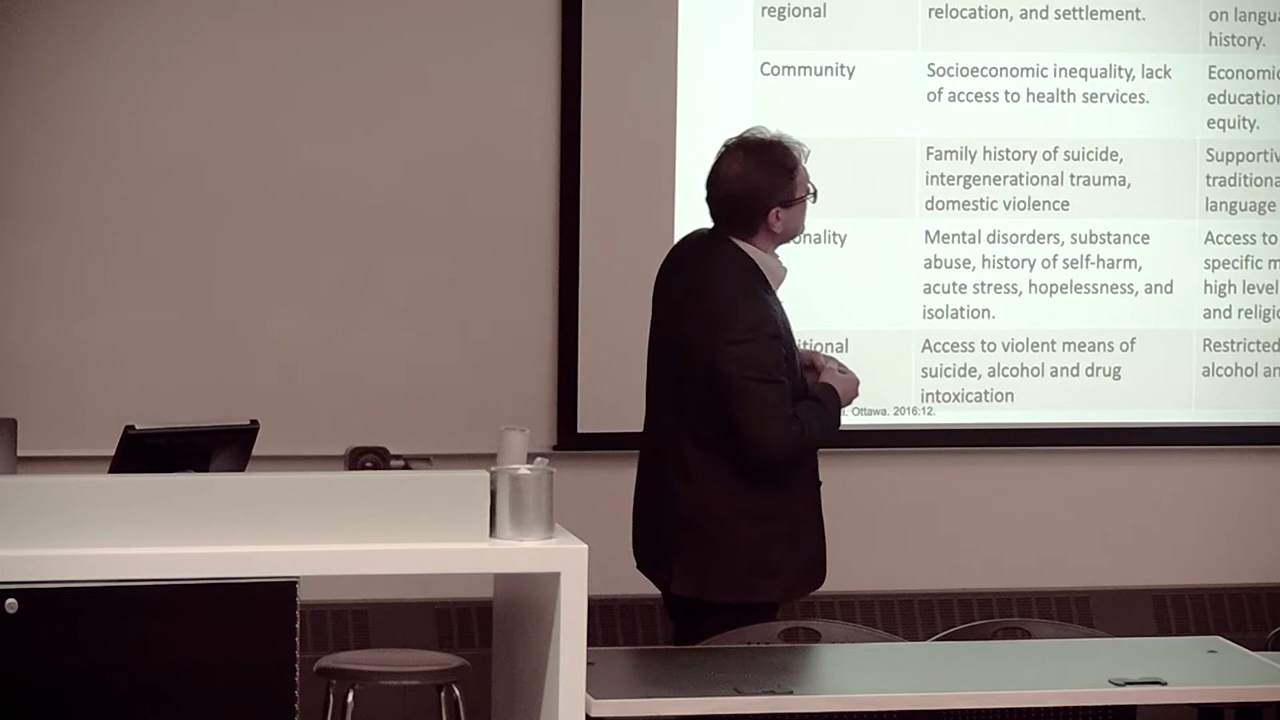 regional
relocation, and settlement.
on langu
history.
Community
Socioeconomic inequality, lack
of access to health services.
Economic
education
equity.
Family history of suicide,
intergenerational trauma,
domestic violence
Supportiv
traditiona
language
onality
Mental disorders, substance
abuse, history of self-harm,
acute stress, hopelessness, and
isolation.
Access to
specific m
high level
and religio
itional
Access to violent means of
suicide, alcohol and drug
intoxication
Restricted
alcohol an
i. Ottawa. 2016:12.